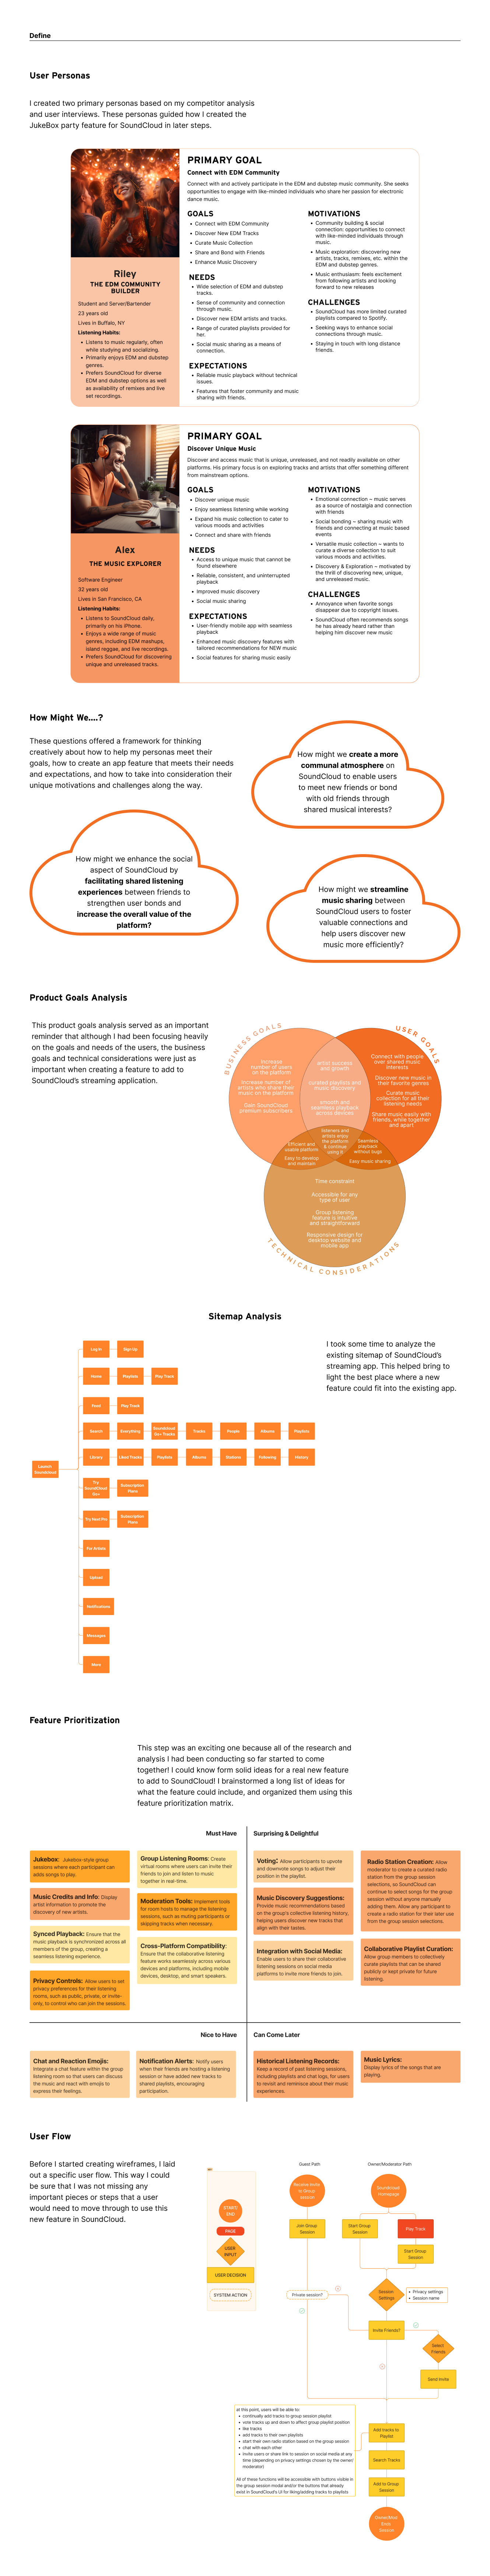 Define
User Personas
I created two primary personas based on my competitor analysis
and user interviews. These personas guided how I created the
JukeBox party feature for SoundCloud in later steps.
Riley
THE EDM COMMUNITY
BUILDER
Student and Server/Bartender
23 years old
Lives in Buffalo, NY
Listening Habits:
• Listens to music regularly, often
while studying and socializing.
• Primarily enjoys EDM and dubstep
genres.
• Prefers SoundCloud for diverse
EDM and dubstep options as well
as availability of remixes and live
set recordings.
PRIMARY GOAL
Connect with EDM Community
Connect with and actively participate in the EDM and dubstep music community. She seeks
opportunities to engage with like-minded individuals who share her passion for electronic
dance music.
GOALS
• Connect with EDM Community
• Discover New EDM Tracks
• Curate Music Collection
• Share and Bond with Friends
• Enhance Music Discovery
NEEDS
• Wide selection of EDM and dubstep
tracks.
• Sense of community and connection
through music.
• Discover new EDM artists and tracks.
• Range of curated playlists provided for
her.
• Social music sharing as a means of
connection.
EXPECTATIONS
• Reliable music playback without technical
issues.
• Features that foster community and music
sharing with friends.
MOTIVATIONS
• Community building & social
connection: opportunities to connect
with like-minded individuals through
music.
• Music exploration: discovering new
artists, tracks, remixes, etc. within the
EDM and dubstep genres.
• Music enthusiasm: feels excitement
from following artists and looking
forward to new releases
CHALLENGES
• SoundCloud has more limited curated
playlists compared to Spotify.
• Seeking ways to enhance social
connections through music.
• Staying in touch with long distance
friends.
Alex
THE MUSIC EXPLORER
Software Engineer
32 years old
Lives in San Francisco, CA
Listening Habits:
• Listens to SoundCloud daily,
primarily on his iPhone.
• Enjoys a wide range of music
genres, including EDM mashups,
island reggae, and live recordings.
• Prefers SoundCloud for discovering
unique and unreleased tracks.
PRIMARY GOAL
Discover Unique Music
Discover and access music that is unique, unreleased, and not readily available on other
platforms. His primary focus is on exploring tracks and artists that offer something different
from mainstream options.
GOALS
• Discover unique music
• Enjoy seamless listening while working
• Expand his music collection to cater to
various moods and activities
• Connect and share with friends
NEEDS
• Access to unique music that cannot be
found elsewhere
• Reliable, consistent, and uninterrupted
playback
• Improved music discovery
• Social music sharing
EXPECTATIONS
• User-friendly mobile app with seamless
playback
• Enhanced music discovery features with
tailored recommendations for NEW music
• Social features for sharing music easily
MOTIVATIONS
• Emotional connection ~ music serves
as a source of nostalgia and connection
with friends
• Social bonding ~ sharing music with
friends and connecting at music based
events
• Versatile music collection ~ wants to
curate a diverse collection to suit
various moods and activities.
• Discovery & Exploration ~ motivated by
the thrill of discovering new, unique,
and unreleased music.
CHALLENGES
• Annoyance when favorite songs
disappear due to copyright issues.
• SoundCloud often recommends songs
he has already heard rather than
helping him discover new music
How Might We....?
These questions offered a framework for thinking
creatively about how to help my personas meet their
goals, how to create an app feature that meets their needs
and expectations, and how to take into consideration their
unique motivations and challenges along the way.
How might we create a more
communal atmosphere on
SoundCloud to enable users
to meet new friends or bond
with old friends through
shared musical interests?
How might we enhance the social
aspect of SoundCloud by
facilitating shared listening
experiences between friends to
strengthen user bonds and
increase the overall value of the
platform?
How might we streamline
music sharing between
SoundCloud users to foster
valuable connections and
help users discover new
music more efficiently?
Product Goals Analysis
This product goals analysis served as an important
reminder that although I had been focusing heavily
on the goals and needs of the users, the business
goals and technical considerations were just as
important when creating a feature to add to
SoundCloud's streaming application.
BUSINESS GOALS
USER GOALS
Increase
number of users
on the platform
Increase number of
artists who share their
music on the platform
Gain SoundCloud
premium subscribers
artist success
and growth
curated playlists and
music discovery
smooth and
seamless playback
across devices
Connect with people
over shared music
interests
Discover new music in
their favorite genres
Curate music
collection for all their
listening needs
Share music easily with
friends, while together
and apart
listeners and
artists enjoy
the platform
& continue
using it
Efficient and
usable platform
Easy to develop
and maintain
Seamless
playback
without bugs
Easy music sharing
Time constraint
Accessible for any
type of user
Group listening
feature is intuitive
and straightforward
Responsive design for
desktop website and
mobile app
TECHNICAL CONSIDERATIONS
Sitemap Analysis
I took some time to analyze the
existing sitemap of SoundCloud's
streaming app. This helped bring to
light the best place where a new
feature could fit into the existing app.
Launch
Soundcloud
Log In
Sign Up
Home
Playlists
Play Track
Feed
Play Track
Search
Everything
Soundcloud
Go+ Tracks
Tracks
People
Albums
Playlists
Library
Liked Tracks
Playlists
Albums
Stations
Following
History
Try
SoundCloud
Go+
Subscription
Plans
Try Next Pro
Subscription
Plans
For Artists
Upload
Notifications
Messages
More
Feature Prioritization
This step was an exciting one because all of the research and
analysis I had been conducting so far started to come
together! I could know form solid ideas for a real new feature
to add to SoundCloud! I brainstormed a long list of ideas for
what the feature could include, and organized them using this
feature prioritization matrix.
Must Have
Surprising & Delightful
Jukebox: Jukebox-style group
sessions where each participant can
adds songs to play.
Music Credits and Info: Display
artist information to promote the
discovery of new artists.
Synced Playback: Ensure that the
music playback is synchronized across all
members of the group, creating a
seamless listening experience.
Privacy Controls: Allow users to set
privacy preferences for their listening
rooms, such as public, private, or invite-
only, to control who can join the sessions.
Group Listening Rooms: Create
virtual rooms where users can invite their
friends to join and listen to music
together in real-time.
Moderation Tools: Implement tools
for room hosts to manage the listening
sessions, such as muting participants or
skipping tracks when necessary.
Cross-Platform Compatibility:
Ensure that the collaborative listening
feature works seamlessly across various
devices and platforms, including mobile
devices, desktop, and smart speakers.
Voting: Allow participants to upvote
and downvote songs to adjust their
position in the playlist.
Music Discovery Suggestions:
Provide music recommendations based
on the group's collective listening history,
helping users discover new tracks that
align with their tastes.
Integration with Social Media:
Enable users to share their collaborative
listening sessions on social media
platforms to invite more friends to join.
Radio Station Creation: Allow
moderator to create a curated radio
station from the group session
selections, so SoundCloud can
continue to select songs for the group
session without anyone manually
adding them. Allow any participant to
create a radio station for their later use
from the group session selections.
Collaborative Playlist Curation:
Allow group members to collectively
curate playlists that can be shared
publicly or kept private for future
listening.
Nice to Have
Can Come Later
Chat and Reaction Emojis:
Integrate a chat feature within the group
listening room so that users can discuss
the music and react with emojis to
express their feelings.
Notification Alerts: Notify users
when their friends are hosting a listening
session or have added new tracks to
shared playlists, encouraging
participation.
Historical Listening Records:
Keep a record of past listening sessions,
including playlists and chat logs, for users
to revisit and reminisce about their music
experiences.
Music Lyrics:
Display lyrics of the songs that are
playing.
User Flow
Before I started creating wireframes, I laid
out a specific user flow. This way I could
be sure that I was not missing any
important pieces or steps that a user
would need to move through to use this
new feature in SoundCloud.
START/
END
PAGE
USER
INPUT
USER DECISION
SYSTEM ACTION
Guest Path
Owner/Moderator Path
Receive Invite
to Group
session
Soundcloud
Homepage
Join Group
Session
Start Group
Session
Play Track
Start Group
Session
Private session?
Session
Settings
• Privacy settings
• Session name
Invite Friends?
Select
Friends
Send Invite
at this point, users will be able to:
• continually add tracks to group session playlist
• vote tracks up and down to affect group playlist position
• like tracks
• add tracks to their own playlists
• start their own radio station based on the group session
• chat with each other
• invite users or share link to session on social media at any
time (depending on privacy settings chosen by the owner/
moderator)
All of these functions will be accessible with buttons visible in
the group session modal and/or the buttons that already
exist in SoundCloud's UI for liking/adding tracks to playlists
Add tracks to
Playlist
Search Tracks
Add to Group
Session
Owner/Mod
Ends
Session